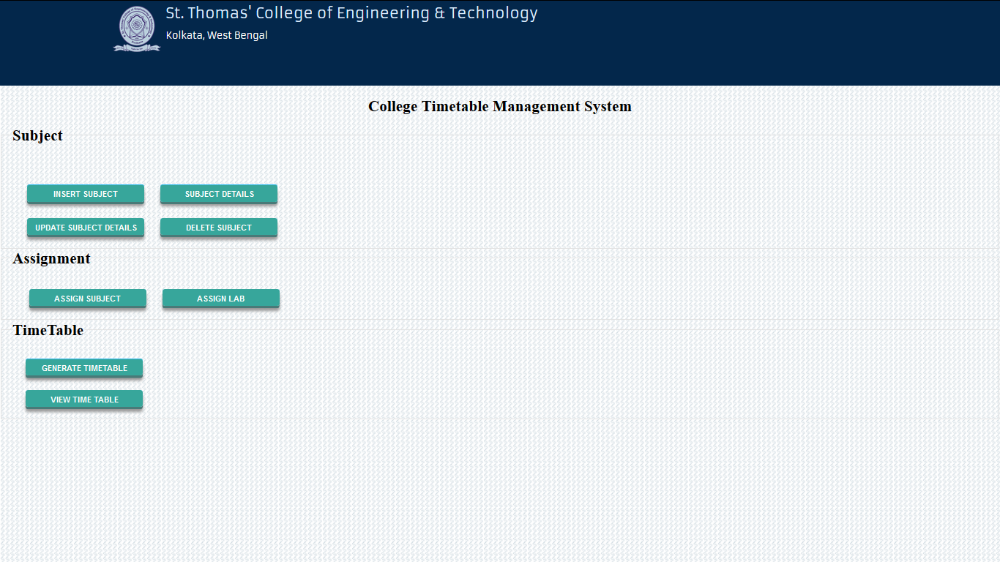 St. Thomas' College of Engineering & Technology
Kolkata, West Bengal
College Timetable Management System
Subject
INSERT SUBJECT SUBJECT DETAILS
UPDATE SUBJECT DETAILS DELETE SUBJECT
Assignment
ASSIGN SUBJECT ASSIGN LAB
TimeTable
GENERATE TIMETABLE
VIEW TIME TABLE